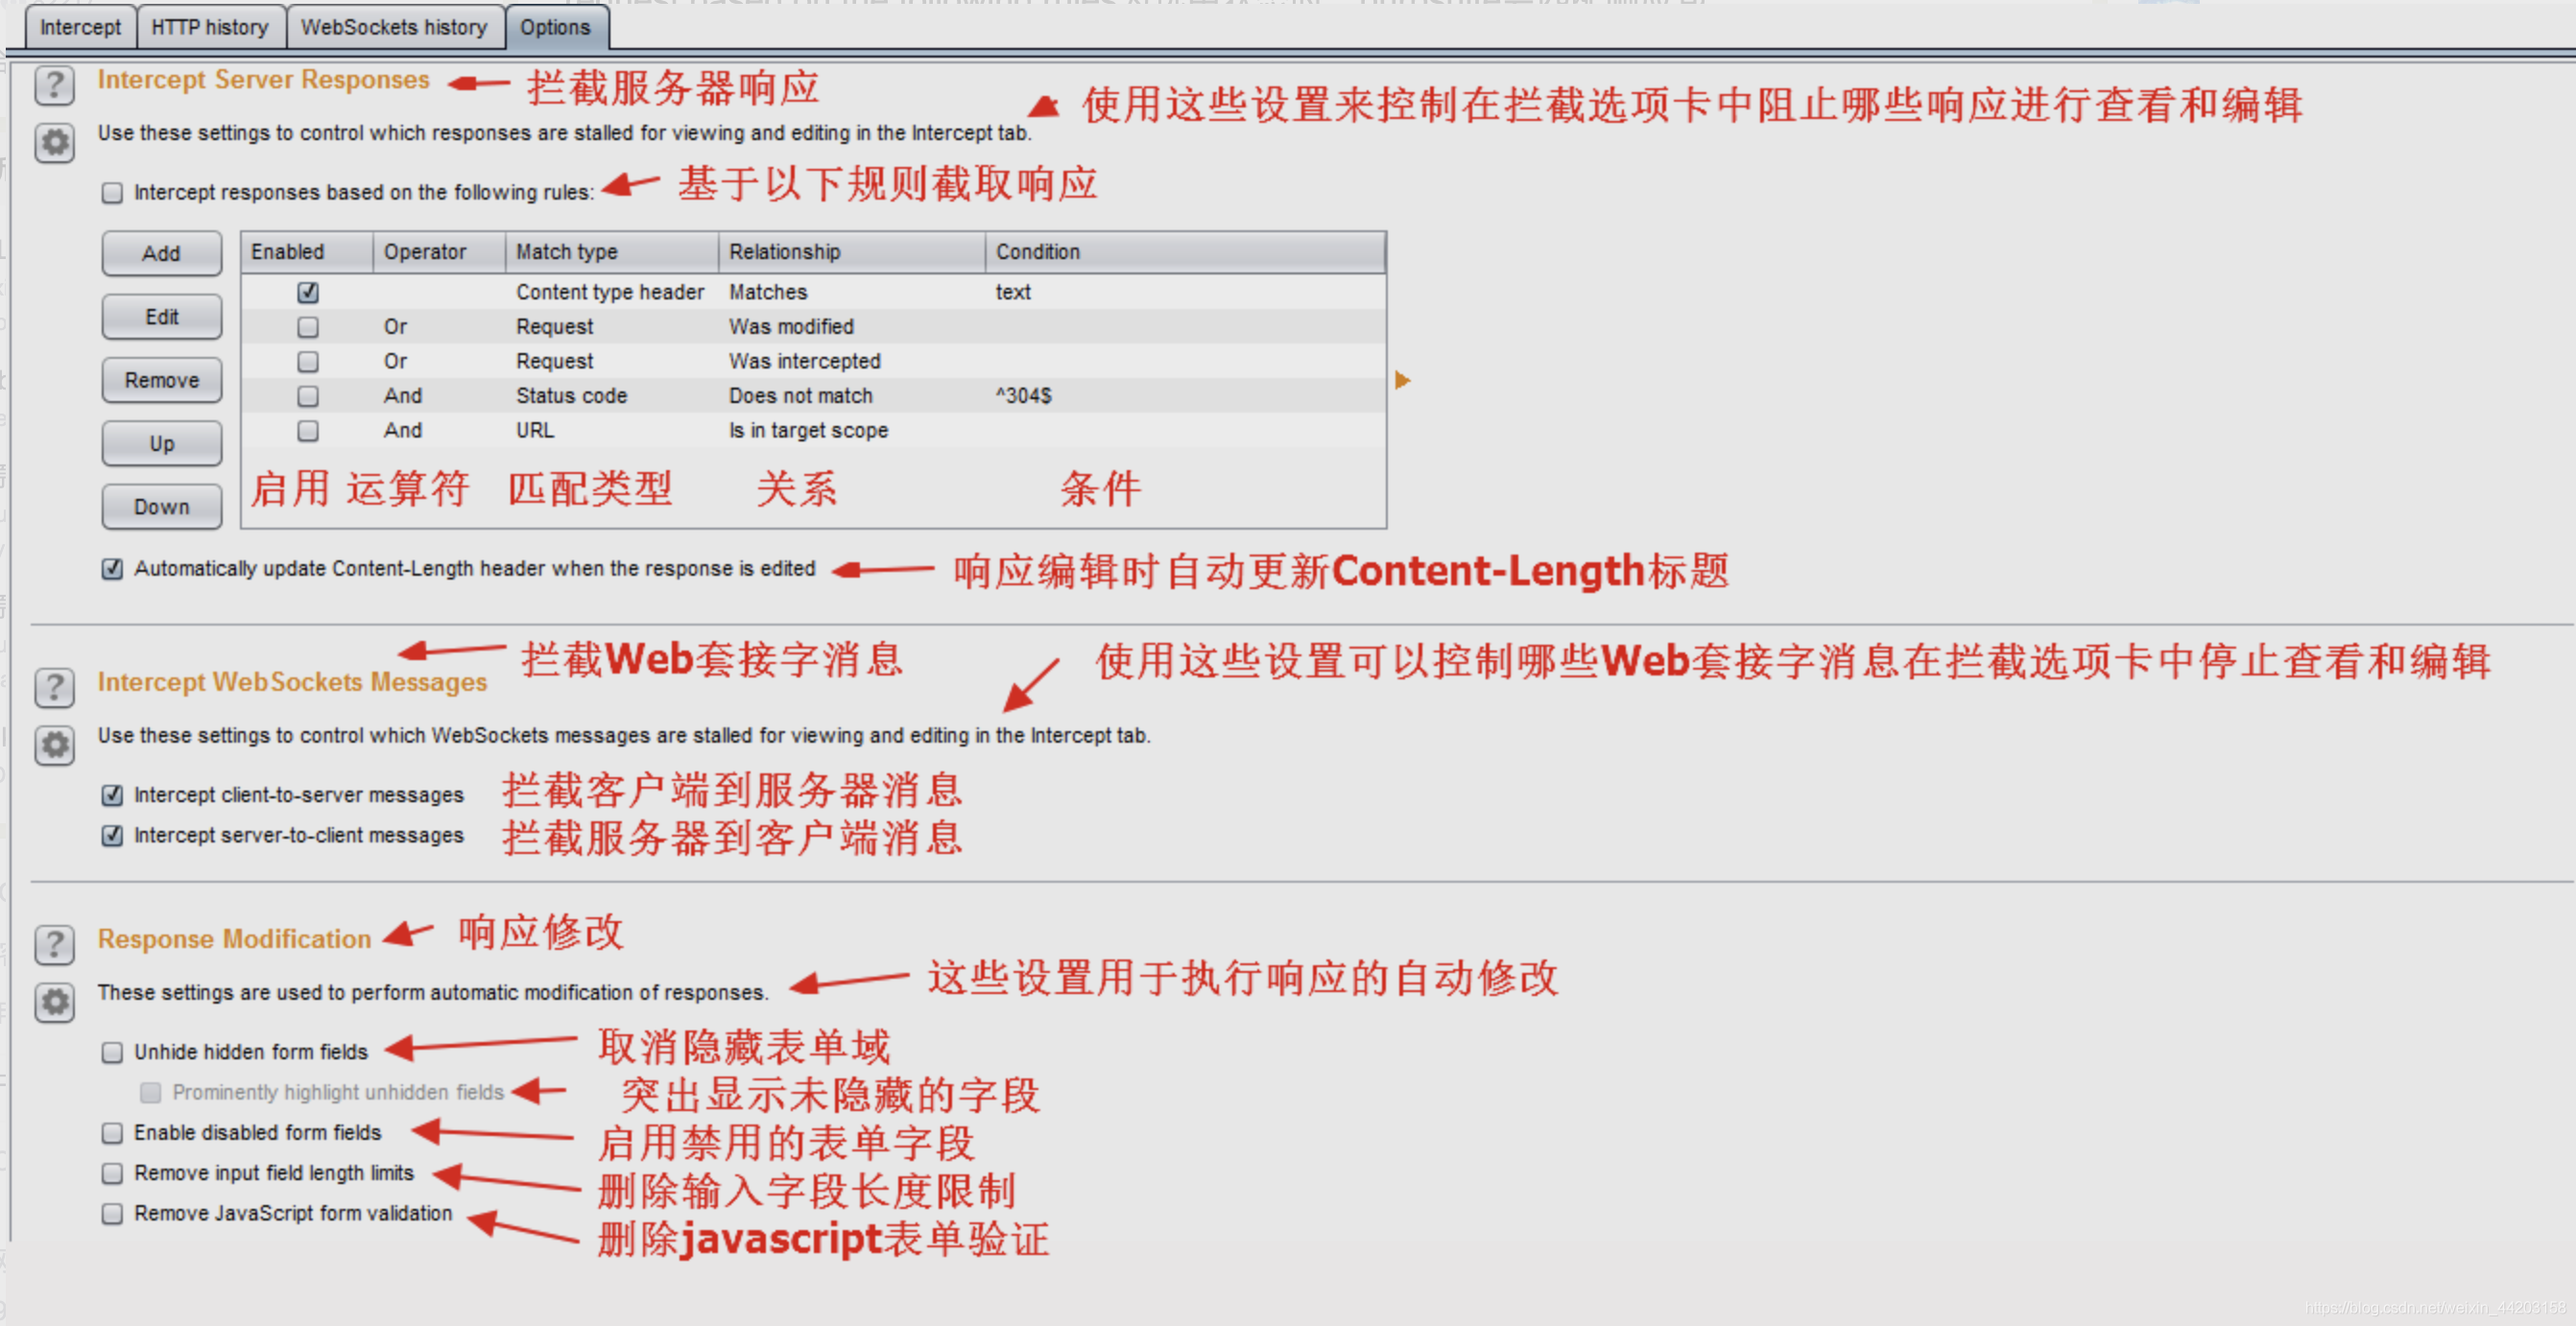 Intercept
HTTP history
WebSockets history
Options
Intercept Server Responses
拦截服务器响应
使用这些设置来控制在拦截选项卡中阻止哪些响应进行查看和编辑
Use these settings to control which responses are stalled for viewing and editing in the Intercept tab.
Intercept responses based on the following rules:
基于以下规则截取响应
Add
Edit
Remove
Up
Down
Enabled Operator Match type Relationship Condition
Content type header Matches text
Or Request Was modified
Or Request Was intercepted
And Status code Does not match ^304$
And URL Is in target scope
启用 运算符 匹配类型 关系 条件
Automatically update Content-Length header when the response is edited
响应编辑时自动更新Content-Length标题
拦截Web套接字消息
使用这些设置可以控制哪些Web套接字消息在拦截选项卡中停止查看和编辑
Intercept WebSockets Messages
Use these settings to control which WebSockets messages are stalled for viewing and editing in the Intercept tab.
Intercept client-to-server messages
拦截客户端到服务器消息
Intercept server-to-client messages
拦截服务器到客户端消息
Response Modification
响应修改
These settings are used to perform automatic modification of responses.
这些设置用于执行响应的自动修改
Unhide hidden form fields
取消隐藏表单域
Prominently highlight unhidden fields
突出显示未隐藏的字段
Enable disabled form fields
启用禁用的表单字段
Remove input field length limits
删除输入字段长度限制
Remove JavaScript form validation
删除javascript表单验证
https://blog.csdn.net/weixin_44203158